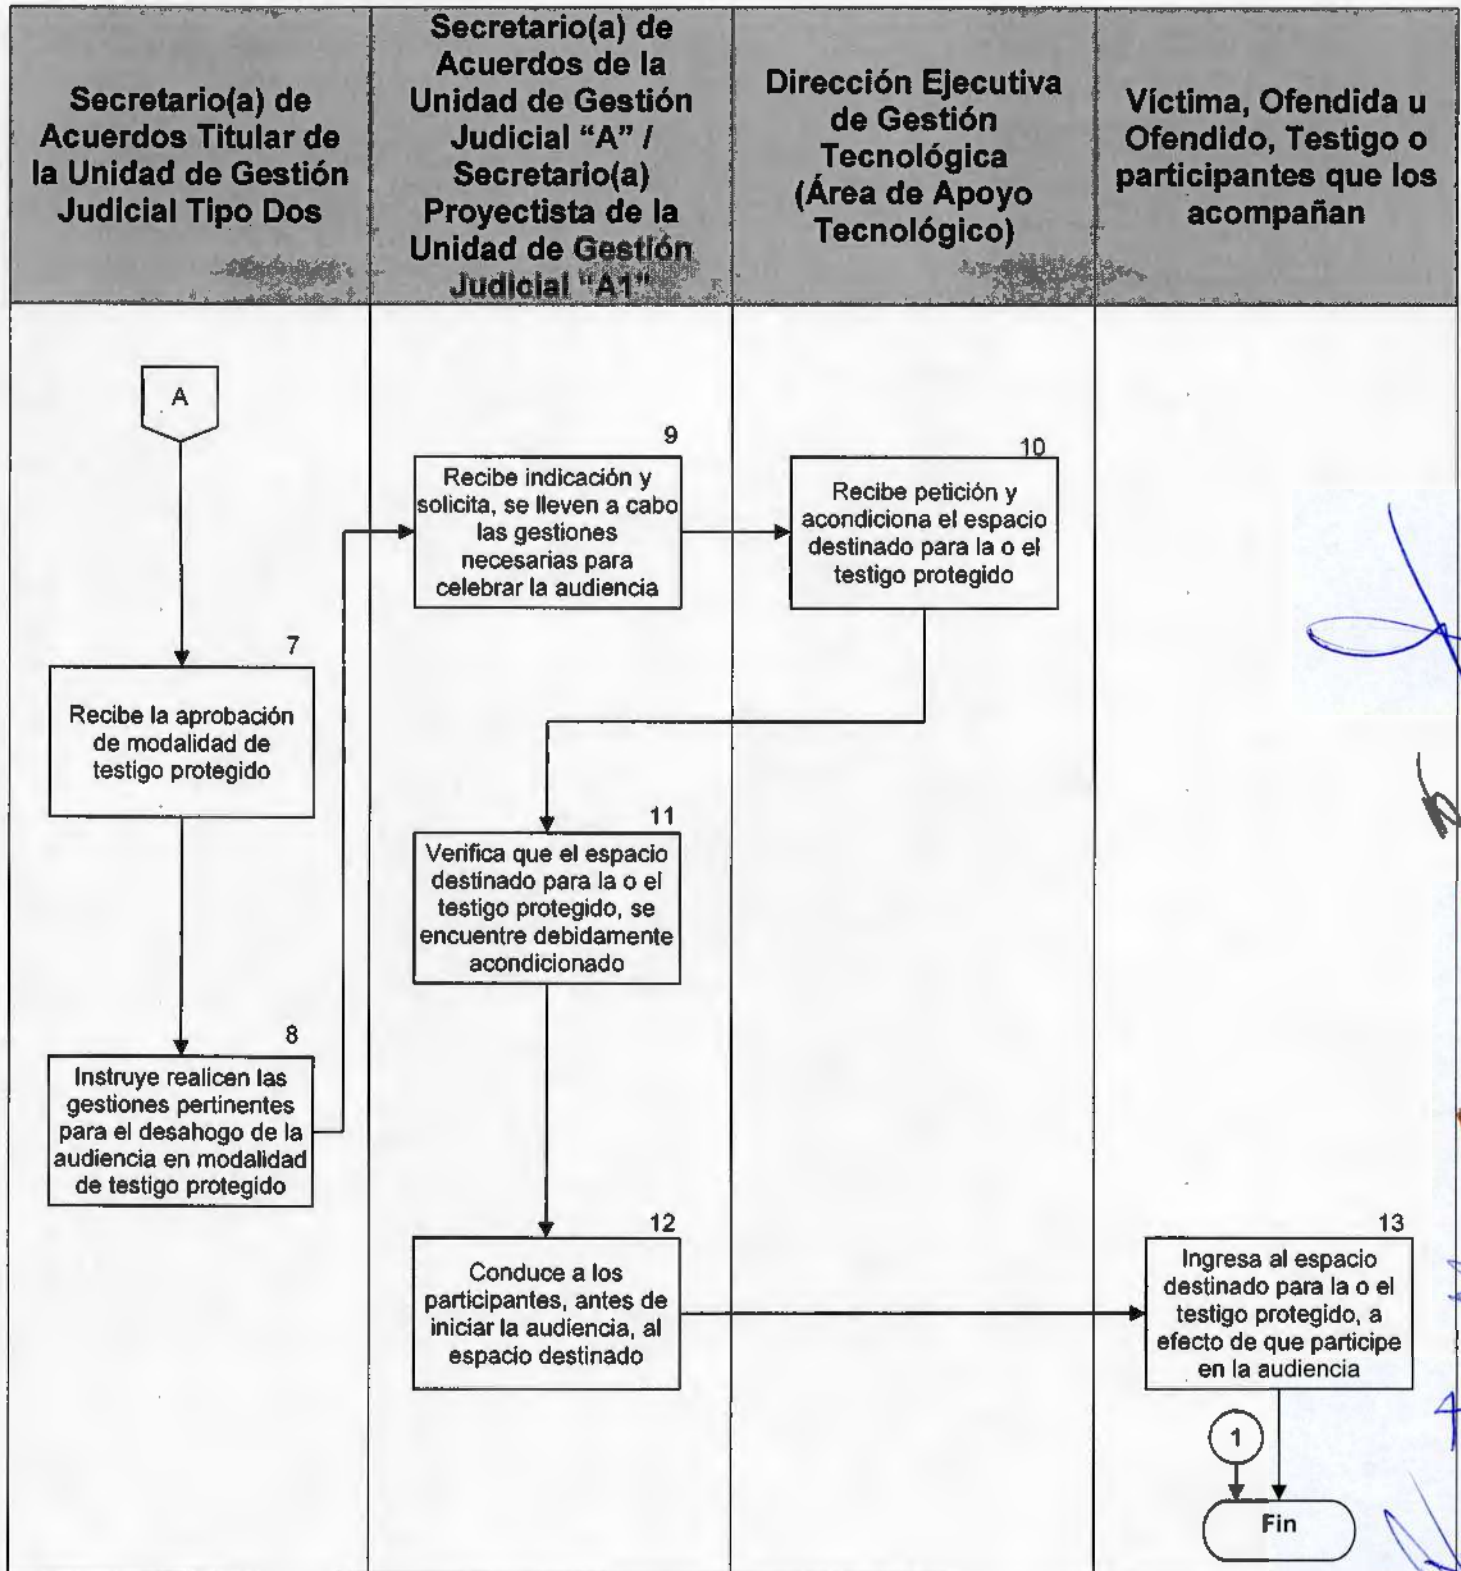 Secretario(a) de
Acuerdos Titular de
la Unidad de Gestión
Judicial Tipo Dos
Secretario(a) de
Acuerdos de la
Unidad de Gestión
Judicial “A” /
Secretario(a)
Proyectista de la
Unidad de Gestión
Judicial “A1”
Dirección Ejecutiva
de Gestión
Tecnológica
(Área de Apoyo
Tecnológico)
Víctima, Ofendida u
Ofendido, Testigo o
participantes que los
acompañan
A
7
Recibe la aprobación
de modalidad de
testigo protegido
8
Instruye realicen las
gestiones pertinentes
para el desahogo de la
audiencia en modalidad
de testigo protegido
9
Recibe indicación y
solicita, se lleven a cabo
las gestiones
necesarias para
celebrar la audiencia
10
Recibe petición y
acondiciona el espacio
destinado para la o el
testigo protegido
11
Verifica que el espacio
destinado para la o el
testigo protegido, se
encuentre debidamente
acondicionado
12
Conduce a los
participantes, antes de
iniciar la audiencia, al
espacio destinado
13
Ingresa al espacio
destinado para la o el
testigo protegido, a
efecto de que participe
en la audiencia
1
Fin